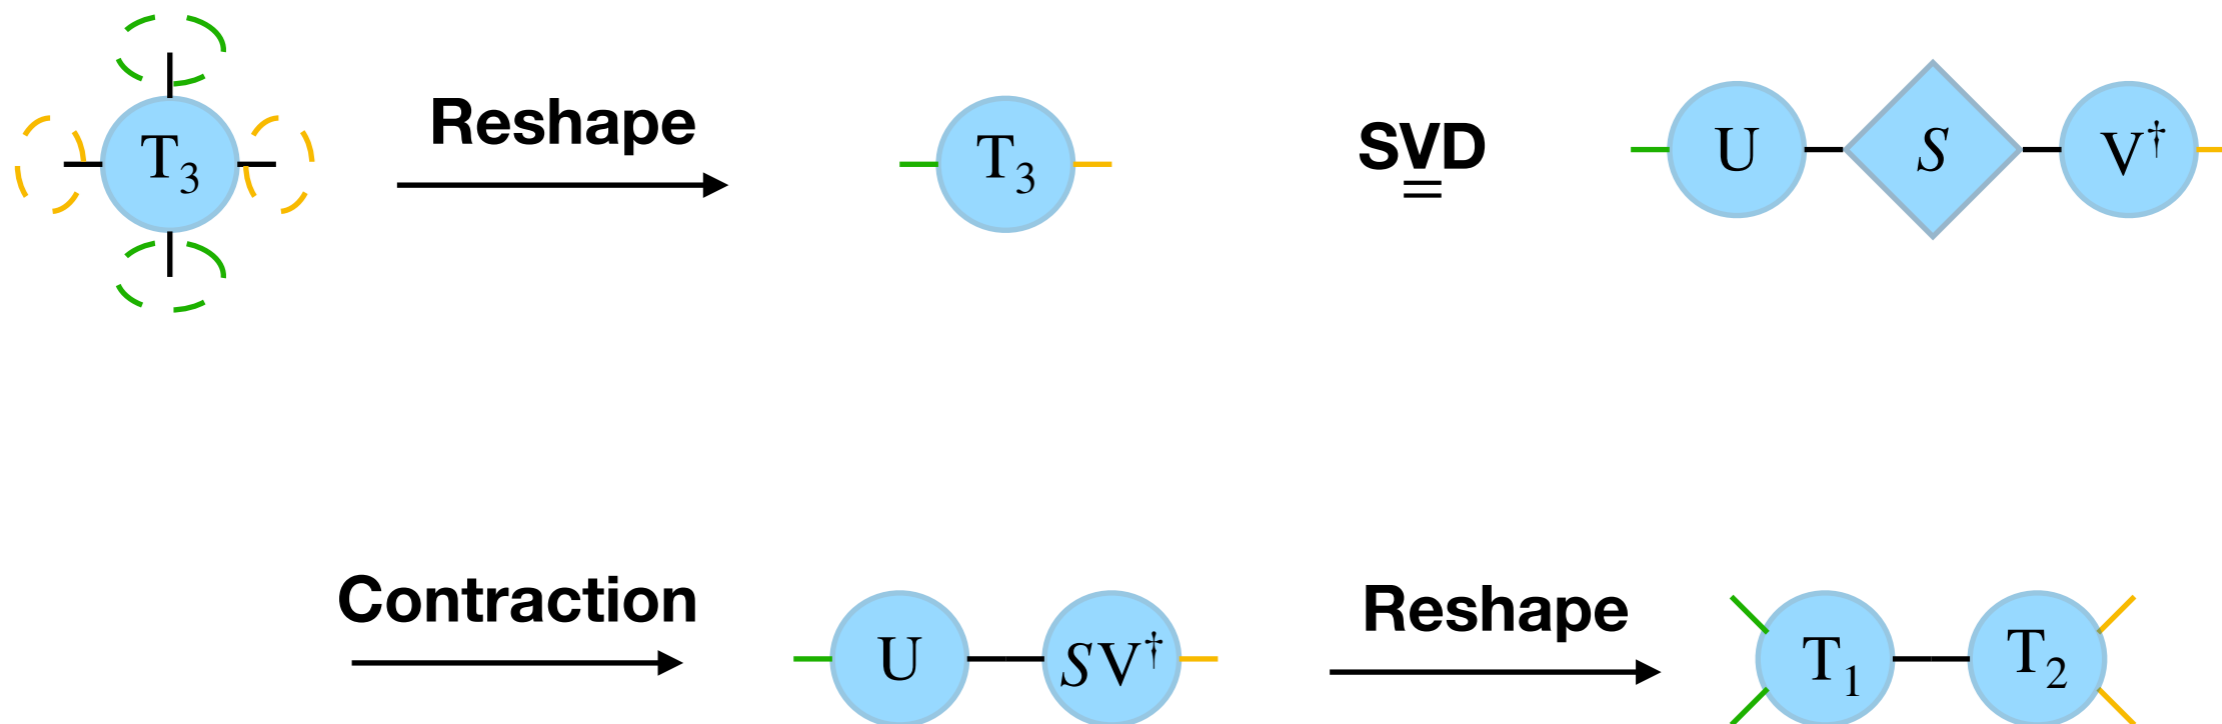 T₃
Reshape
T₃
SVD
=
U
S
V†
Contraction
U
SV†
Reshape
T₁
T₂